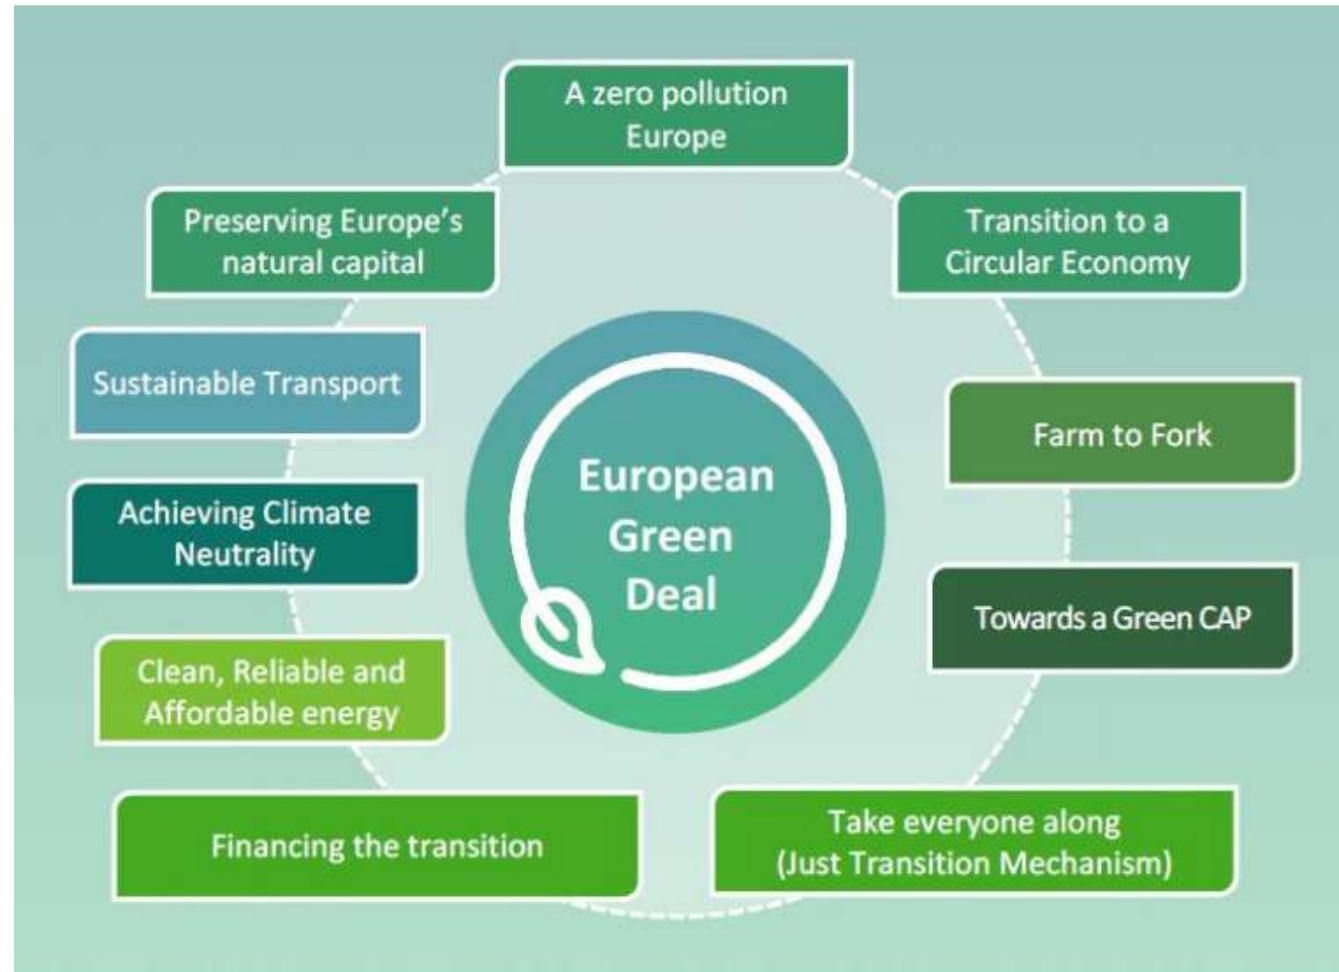 A zero pollution
Europe
Preserving Europe's
natural capital
Transition to a
Circular Economy
Sustainable Transport
Farm to Fork
European
Green
Deal
Achieving Climate
Neutrality
Towards a Green CAP
Clean, Reliable and
Affordable energy
Financing the transition
Take everyone along
(Just Transition Mechanism)